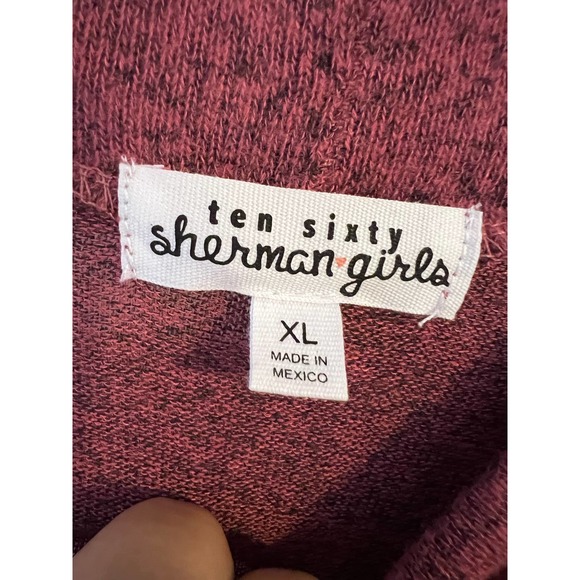 ten sixty
sherman girls
XL
MADE IN
MEXICO